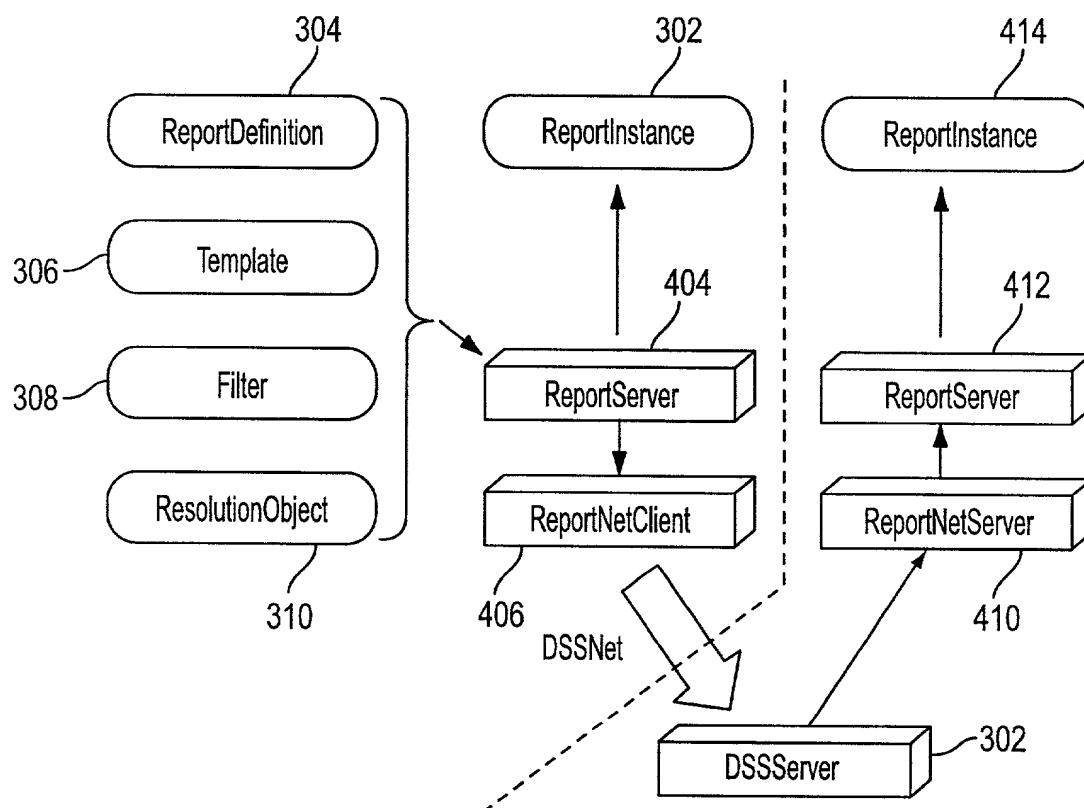 304
302
414
ReportDefinition
ReportInstance
ReportInstance
306
Template
404
412
308
Filter
ReportServer
ReportServer
ResolutionObject
ReportNetClient
ReportNetServer
310
406
410
DSSNet
DSSServer
302